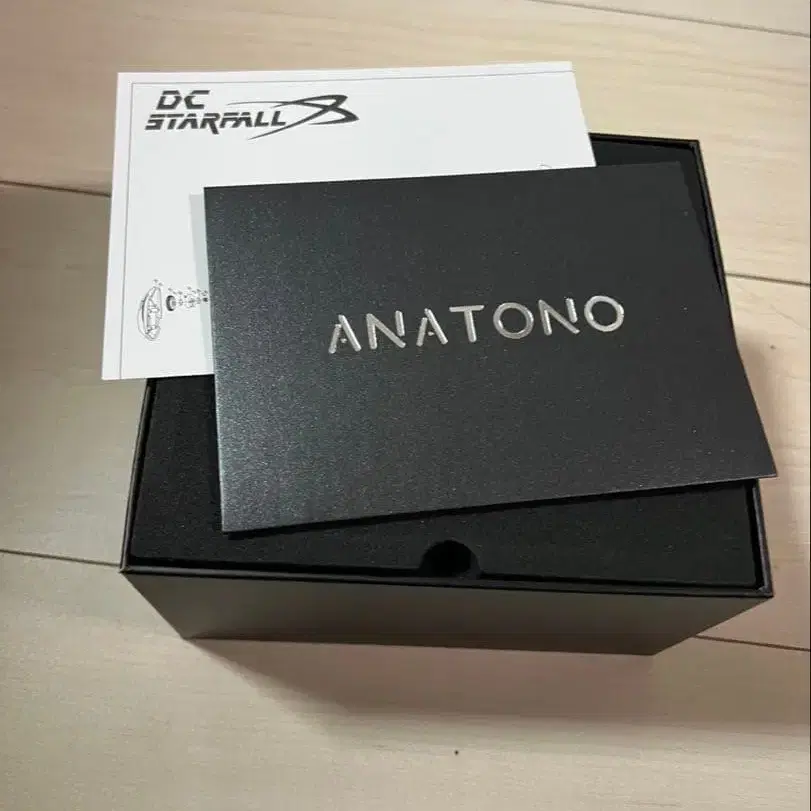 DC
STARFALL X
ANATONO